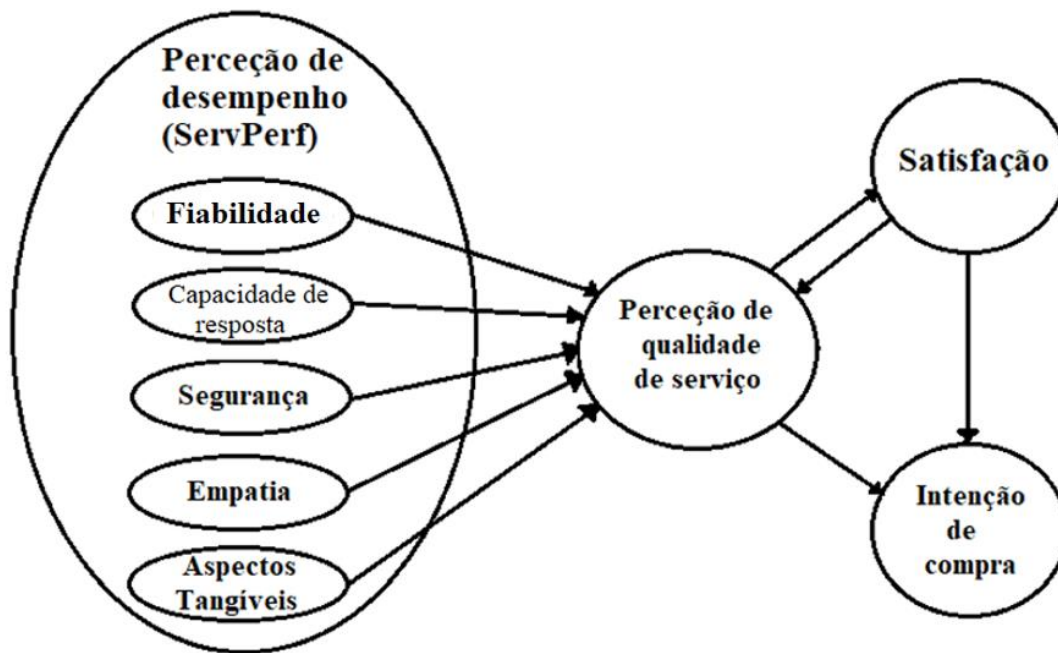 Perceção de
desempenho
(ServPerf)
Fiabilidade
Capacidade de
resposta
Segurança
Empatia
Aspectos
Tangíveis
Perceção de
qualidade
de serviço
Satisfação
Intenção
de
compra